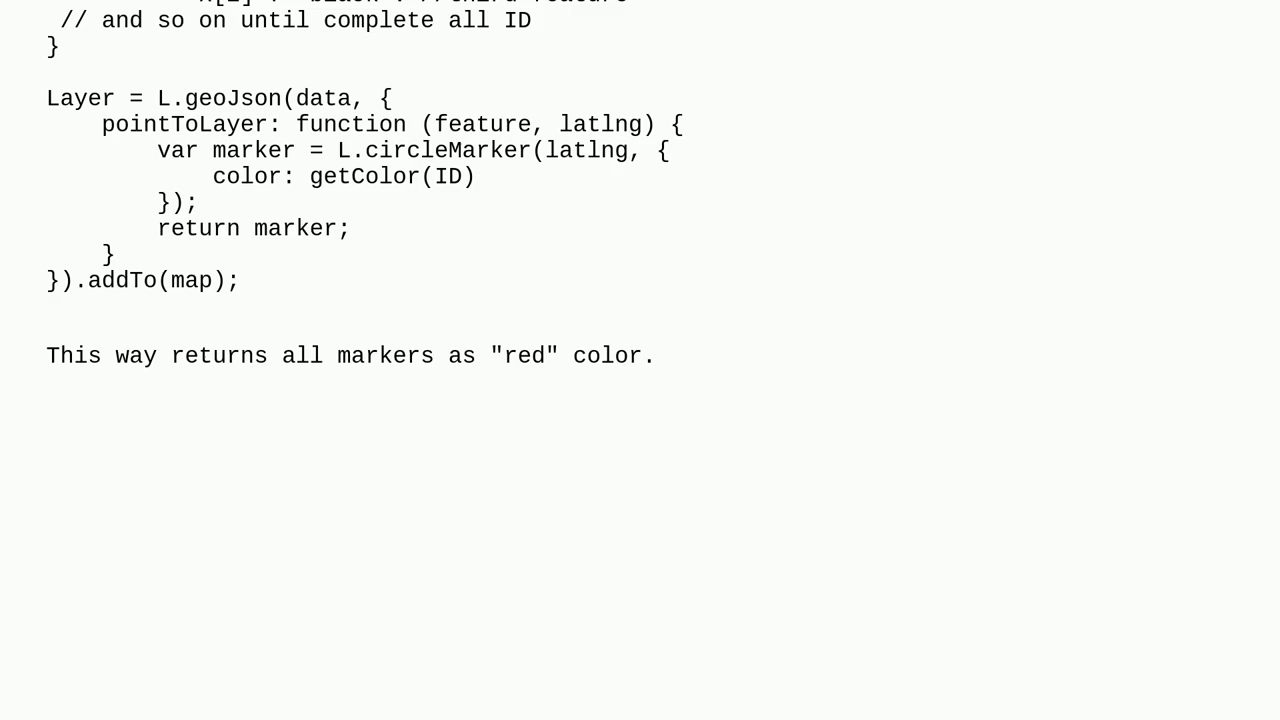 // and so on until complete all ID
}
Layer = L.geoJson(data, {
pointToLayer: function (feature, latlng) {
var marker = L.circleMarker(latlng, {
color: getColor(ID)
});
return marker;
}
}).addTo(map);
This way returns all markers as "red" color.